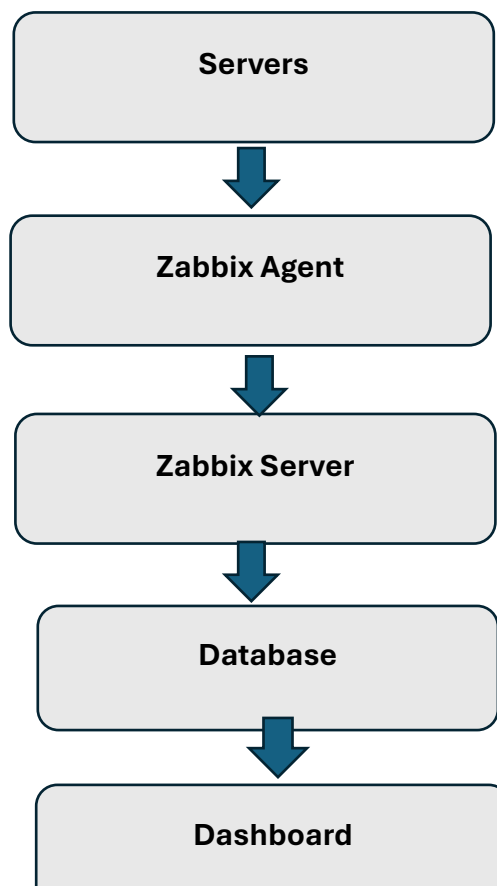 Servers
Zabbix Agent
Zabbix Server
Database
Dashboard